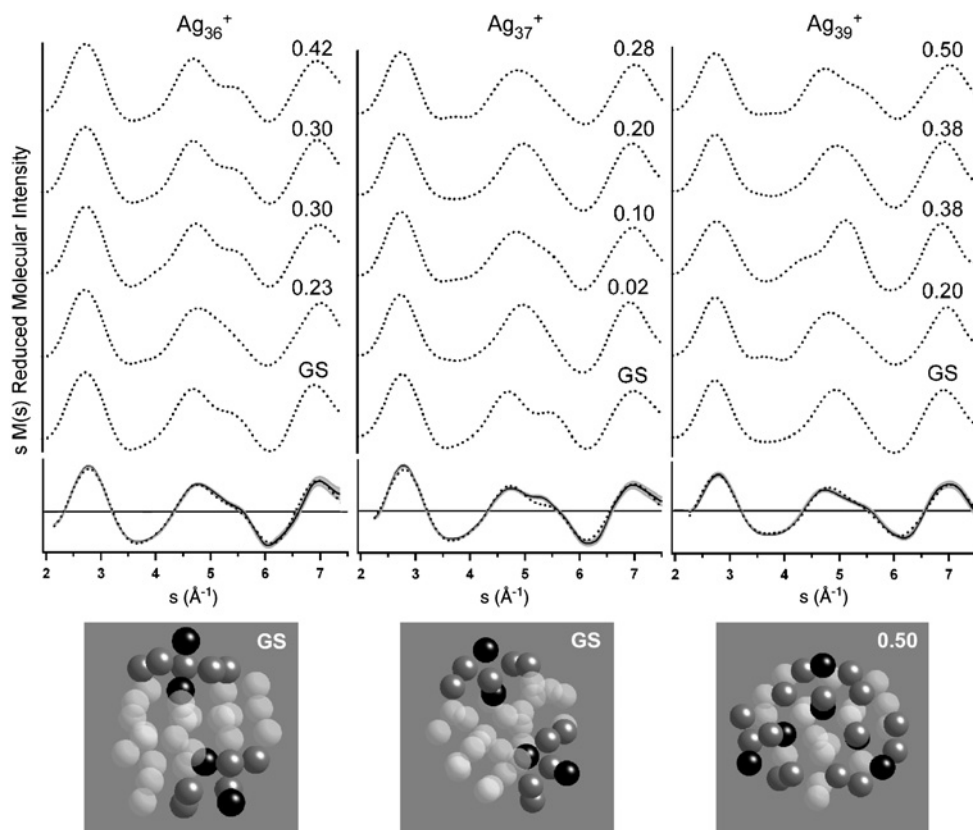 Ag36+ Ag37+ Ag39+
0.42 0.28 0.50
0.30 0.20 0.38
0.30 0.10 0.38
0.23 0.02 0.20
GS GS GS
s M(s) Reduced Molecular Intensity
2 3 4 5 6 7 2 3 4 5 6 7 2 3 4 5 6 7
s (Å-1) s (Å-1) s (Å-1)
GS GS 0.50